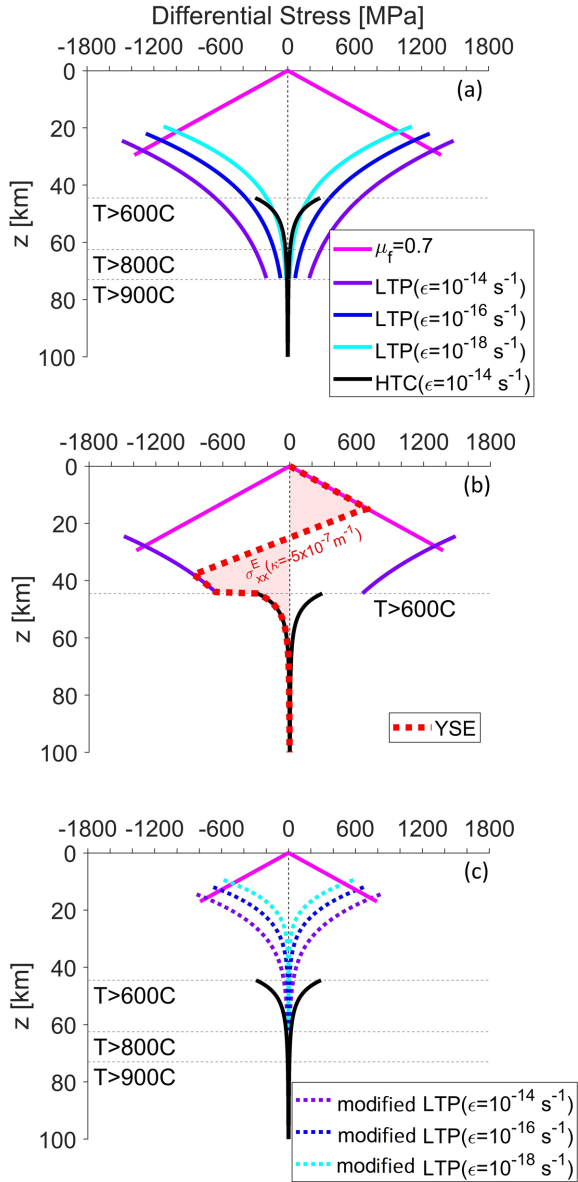 Differential Stress [MPa]
-1800 -600 0 600 1200 1800
0
20
40
60
80
100
z [km]
(a)
T>600C
T>800C
T>900C
μf=0.7
LTP(ϵ=10-14 s-1)
LTP(ϵ=10-16 s-1)
LTP(ϵ=10-18 s-1)
HTC(ϵ=10-14 s-1)
-1800 -600 0 600 1200 1800
0
20
40
60
80
100
z [km]
(b)
σExx(κ=-5x10-7m-1)
T>600C
YSE
-1800 -600 0 600 1200 1800
0
20
40
60
80
100
z [km]
(c)
T>600C
T>800C
T>900C
modified LTP(ϵ=10-14 s-1)
modified LTP(ϵ=10-16 s-1)
modified LTP(ϵ=10-18 s-1)